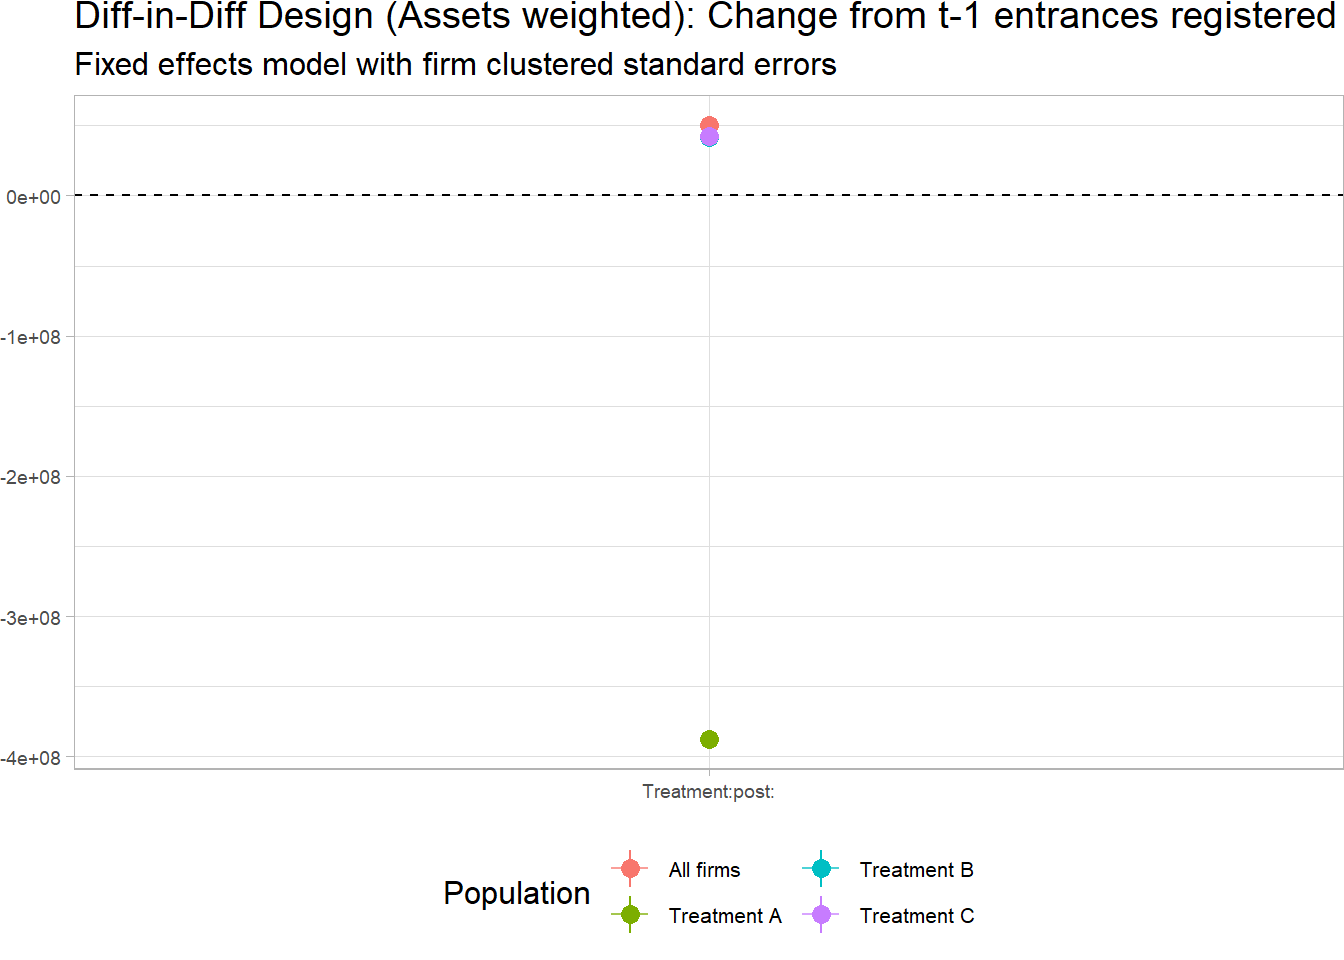 Diff-in-Diff Design (Assets weighted): Change from t-1 entrances registered
Fixed effects model with firm clustered standard errors
0e+00
-1e+08
-2e+08
-3e+08
-4e+08
Treatment:post:
Population
All firms
Treatment B
Treatment A
Treatment C